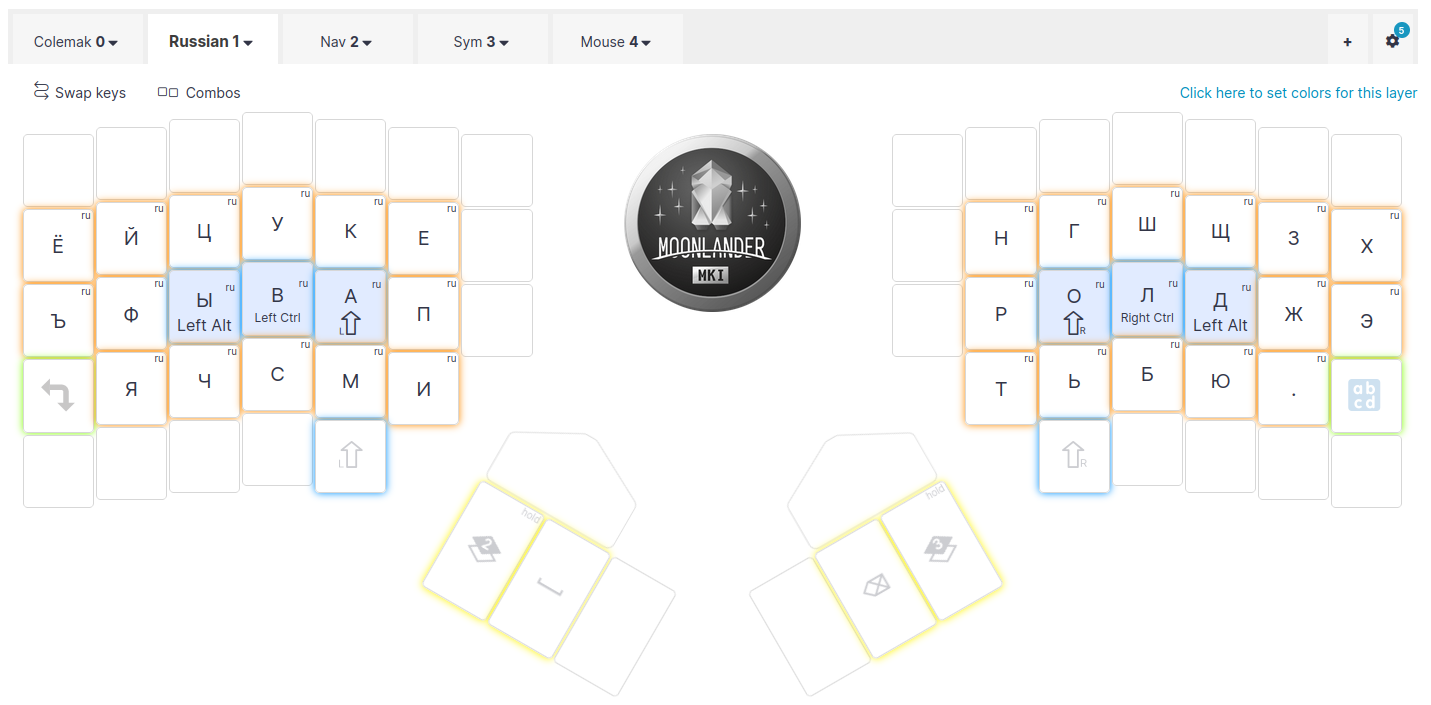 Colemak 0
Russian 1
Nav 2
Sym 3
Mouse 4
+
5
Swap keys
Combos
Click here to set colors for this layer
Ё ru
Й ru
Ц ru
У ru
К ru
Е ru
Н ru
Г ru
Ш ru
Щ ru
З ru
Х ru
Ъ ru
Ф ru
Ы ru
Left Alt
В ru
Left Ctrl
А ru
L
П ru
MOONLANDER
MKI
Р ru
О ru
R
Л ru
Right Ctrl
Д ru
Left Alt
Ж ru
Э ru
Я ru
Ч ru
С ru
М ru
И ru
Т ru
Ь ru
Б ru
Ю ru
. ru
ab
cd
L
R
hold
2
hold
3